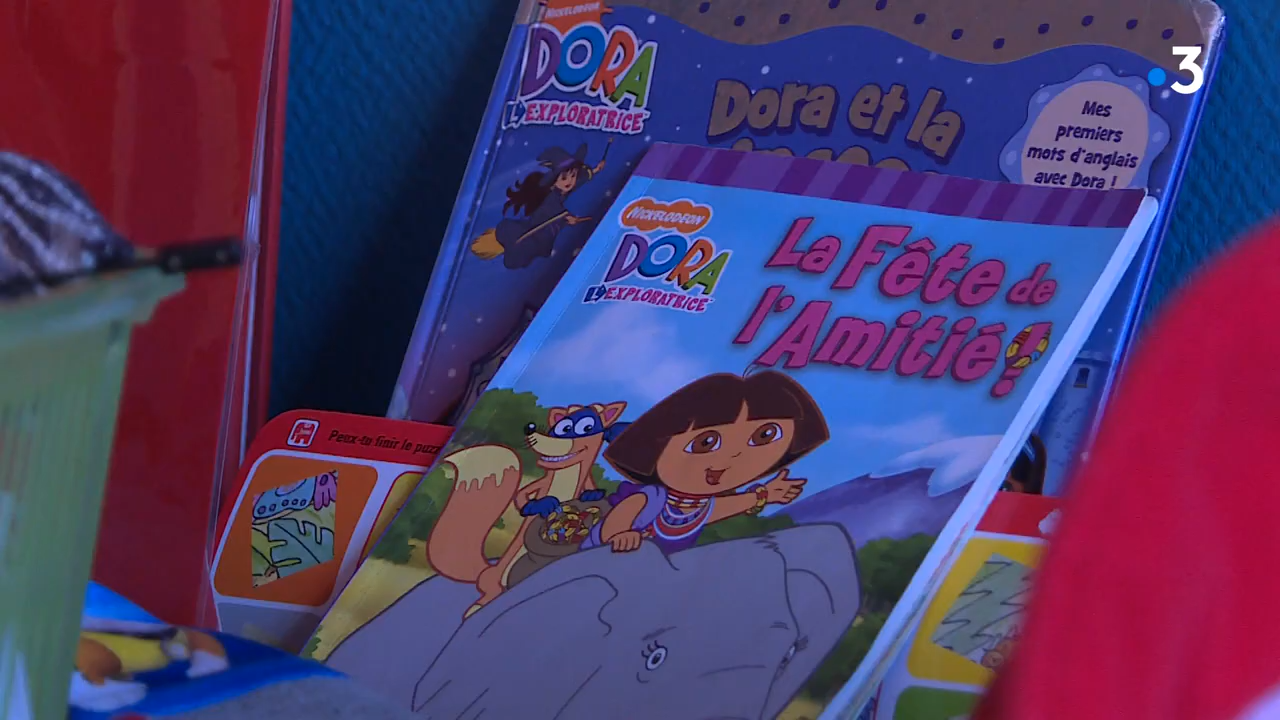 3
NICKELODEON
DORA
L'EXPLORATRICE
Dora et la
Mes
premiers
mots d'anglais
avec Dora !
NICKELODEON
DORA
L'EXPLORATRICE
La Fête de
l'Amitié !
Peux-tu finir le